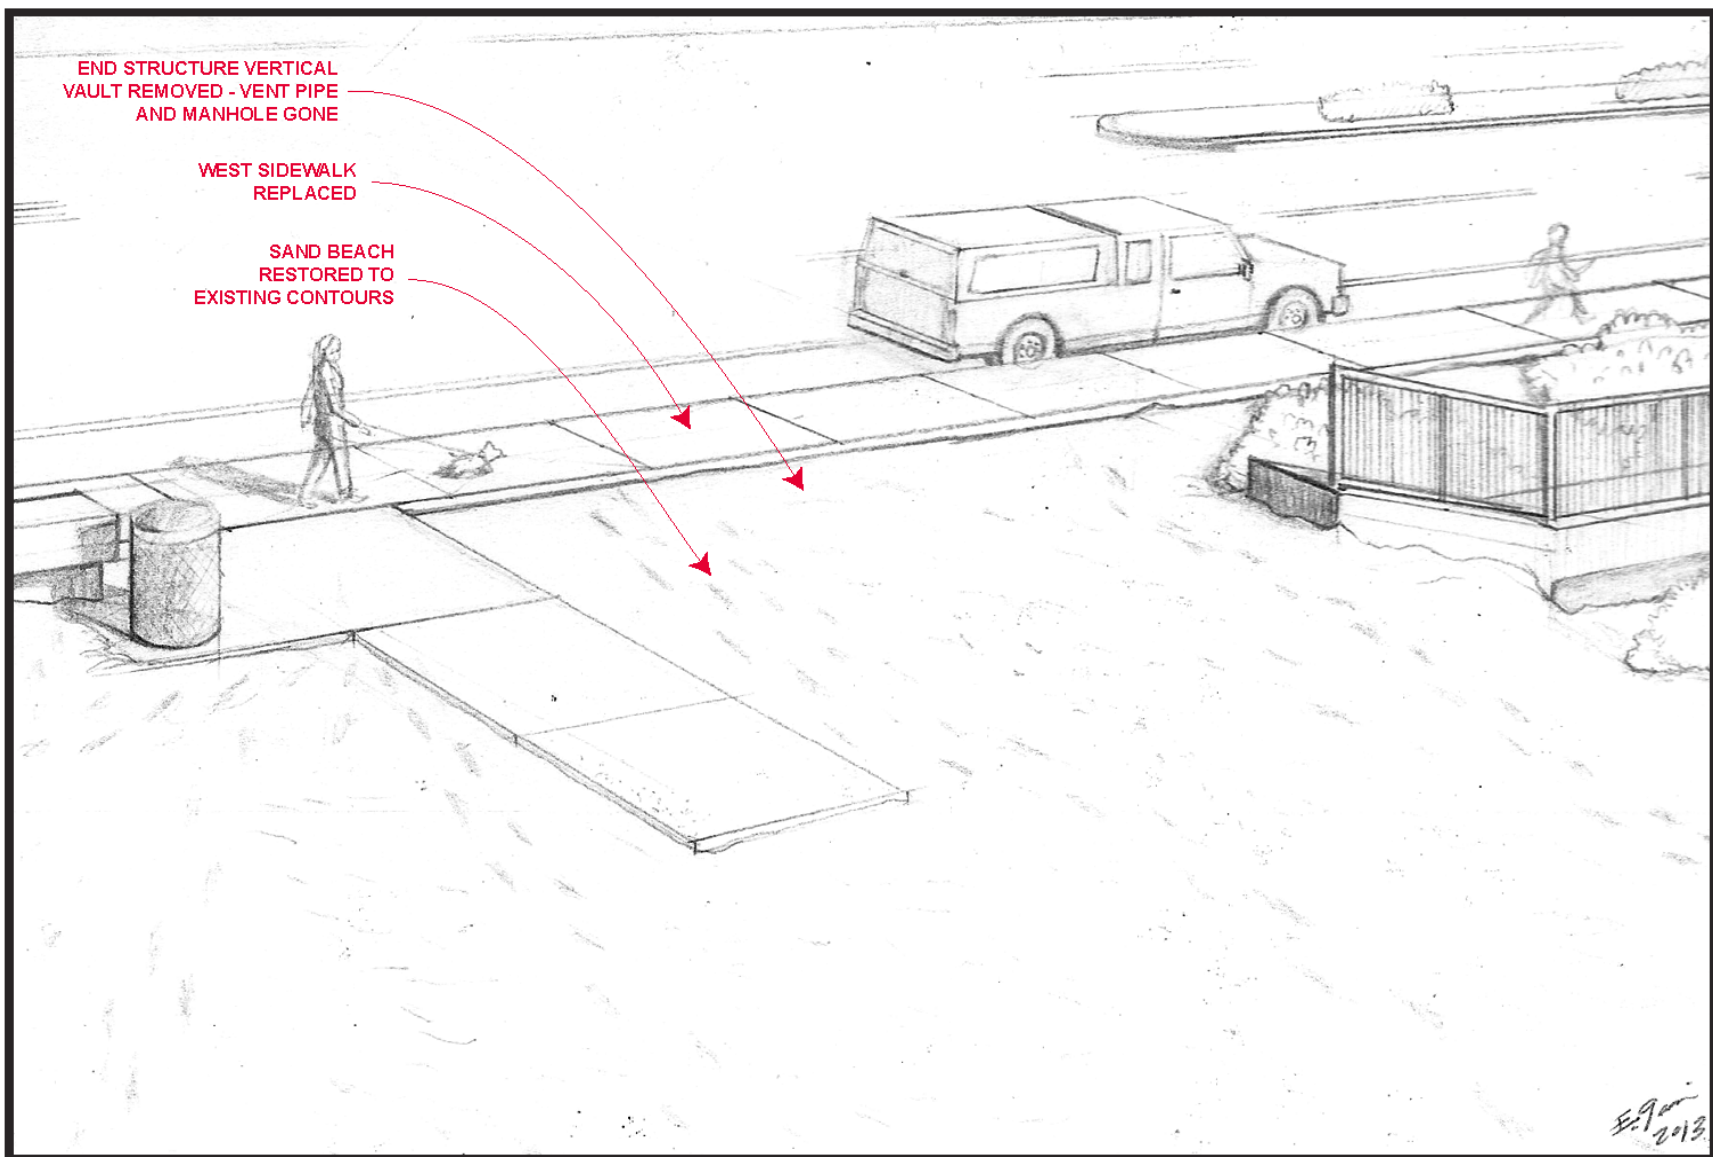 END STRUCTURE VERTICAL
VAULT REMOVED - VENT PIPE
AND MANHOLE GONE
WEST SIDEWALK
REPLACED
SAND BEACH
RESTORED TO
EXISTING CONTOURS
2013